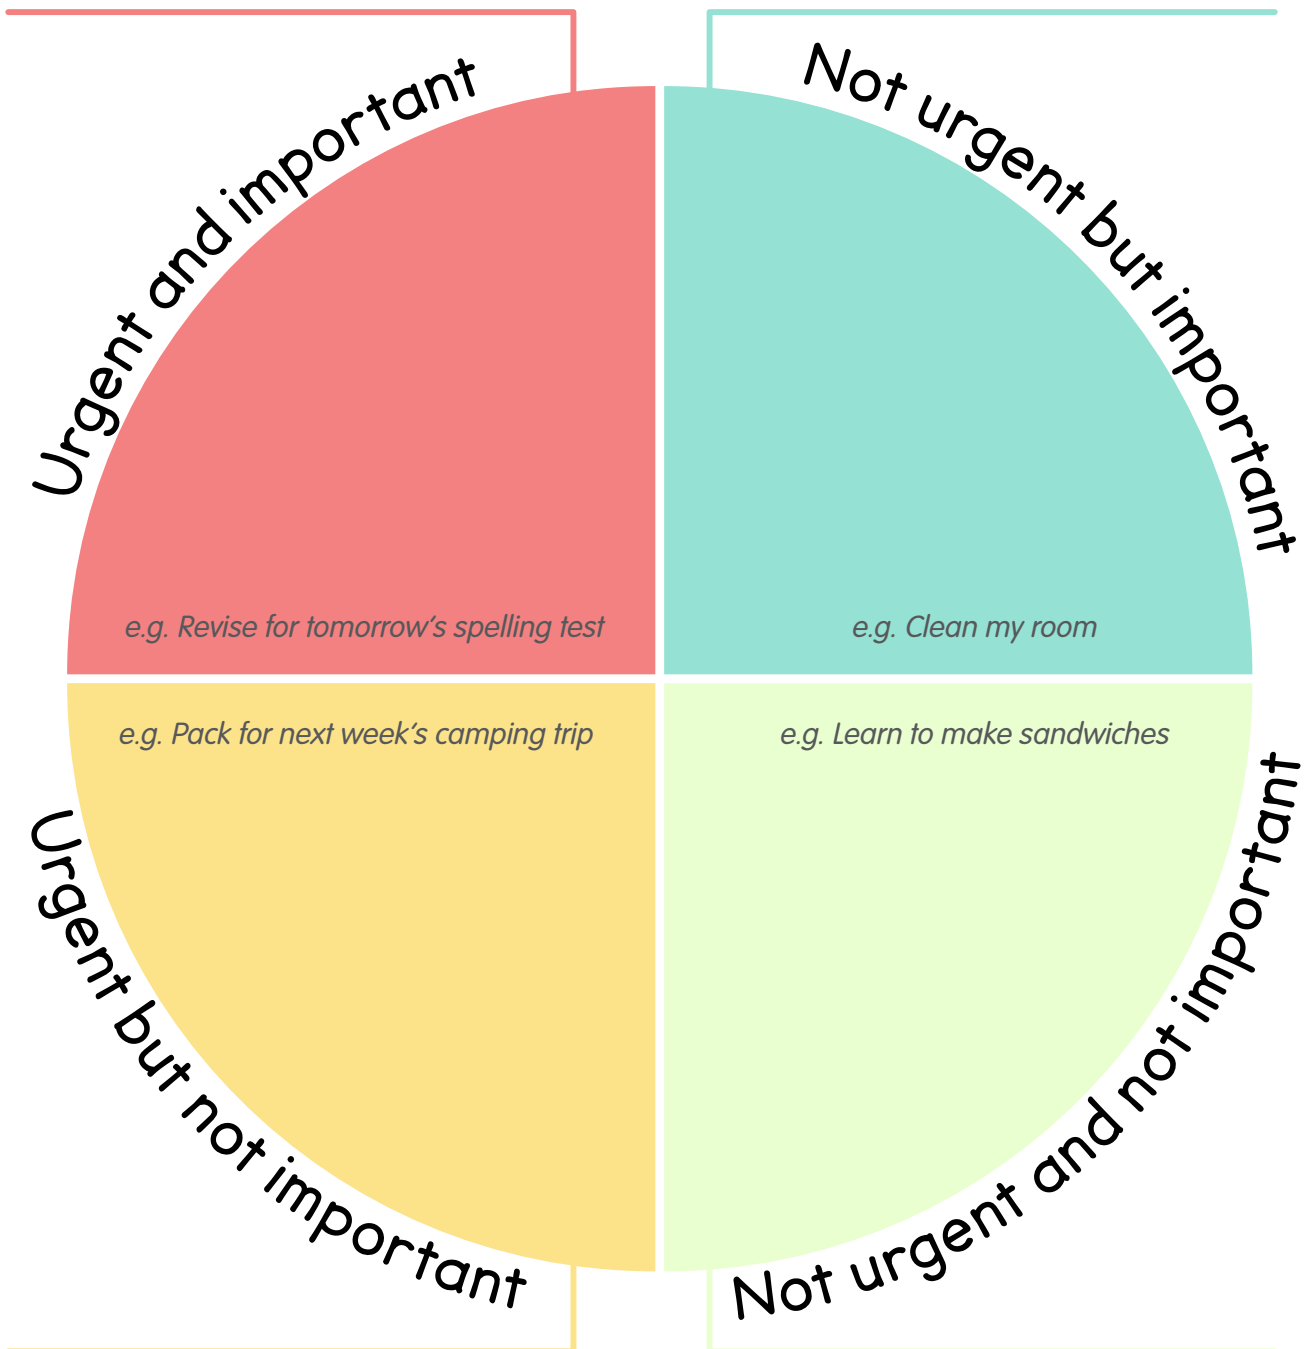 Urgent and important
Not urgent but important
e.g. Revise for tomorrow's spelling test
e.g. Clean my room
e.g. Pack for next week's camping trip
e.g. Learn to make sandwiches
Urgent but not important
Not urgent and not important